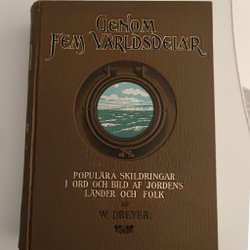 GENOM
FEM VÄRLDSDELAR
POPULÄRA SKILDRINGAR
I ORD OCH BILD AF JORDENS
LÄNDER OCH FOLK
AF
W. DREYER.